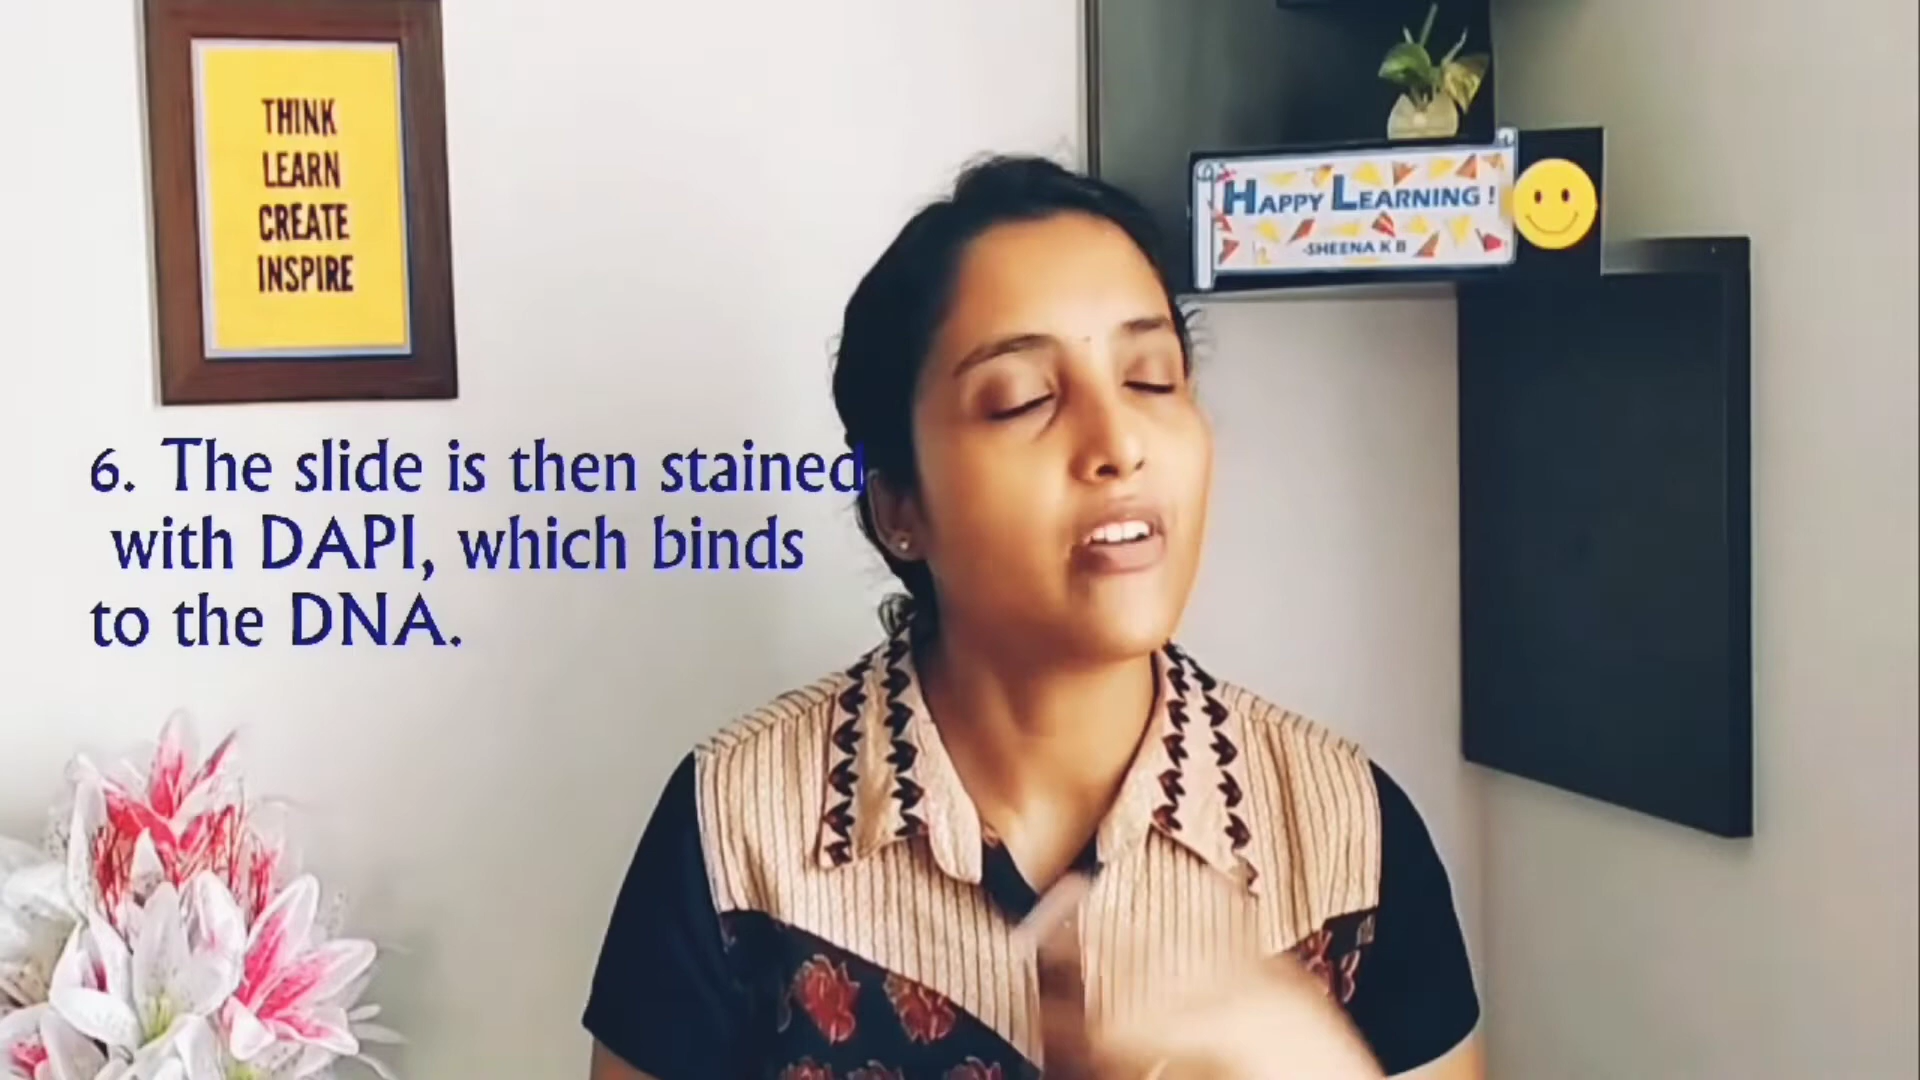 THINK
LEARN
CREATE
INSPIRE
HAPPY LEARNING !
-SHEENA K B
6. The slide is then stained
with DAPI, which binds
to the DNA.